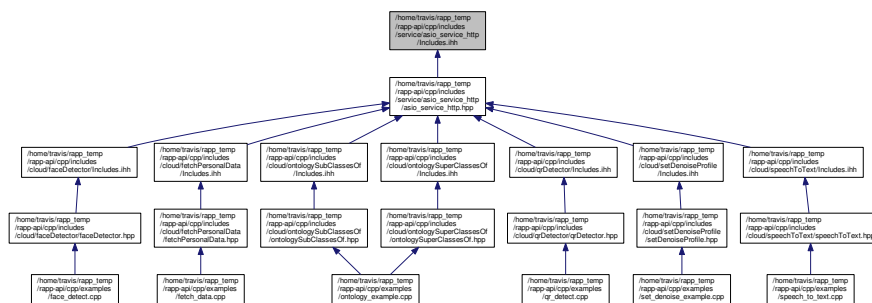 /home/travis/rapp_temp
/rapp-api/cpp/includes
/service/asio_service_http
/Includes.ihh
/home/travis/rapp_temp
/rapp-api/cpp/includes
/service/asio_service_http
/asio_service_http.hpp
/home/travis/rapp_temp
/rapp-api/cpp/includes
/cloud/faceDetector/Includes.ihh
/home/travis/rapp_temp
/rapp-api/cpp/includes
/cloud/fetchPersonalData
/Includes.ihh
/home/travis/rapp_temp
/rapp-api/cpp/includes
/cloud/ontologySubClassesOf
/Includes.ihh
/home/travis/rapp_temp
/rapp-api/cpp/includes
/cloud/ontologySuperClassesOf
/Includes.ihh
/home/travis/rapp_temp
/rapp-api/cpp/includes
/cloud/qrDetector/Includes.ihh
/home/travis/rapp_temp
/rapp-api/cpp/includes
/cloud/setDenoiseProfile
/Includes.ihh
/home/travis/rapp_temp
/rapp-api/cpp/includes
/cloud/speechToText/Includes.ihh
/home/travis/rapp_temp
/rapp-api/cpp/includes
/cloud/faceDetector/faceDetector.hpp
/home/travis/rapp_temp
/rapp-api/cpp/includes
/cloud/fetchPersonalData
/fetchPersonalData.hpp
/home/travis/rapp_temp
/rapp-api/cpp/includes
/cloud/ontologySubClassesOf
/ontologySubClassesOf.hpp
/home/travis/rapp_temp
/rapp-api/cpp/includes
/cloud/ontologySuperClassesOf
/ontologySuperClassesOf.hpp
/home/travis/rapp_temp
/rapp-api/cpp/includes
/cloud/qrDetector/qrDetector.hpp
/home/travis/rapp_temp
/rapp-api/cpp/includes
/cloud/setDenoiseProfile
/setDenoiseProfile.hpp
/home/travis/rapp_temp
/rapp-api/cpp/includes
/cloud/speechToText/speechToText.hpp
/home/travis/rapp_temp
/rapp-api/cpp/examples
/face_detect.cpp
/home/travis/rapp_temp
/rapp-api/cpp/examples
/fetch_data.cpp
/home/travis/rapp_temp
/rapp-api/cpp/examples
/ontology_example.cpp
/home/travis/rapp_temp
/rapp-api/cpp/examples
/qr_detect.cpp
/home/travis/rapp_temp
/rapp-api/cpp/examples
/set_denoise_example.cpp
/home/travis/rapp_temp
/rapp-api/cpp/examples
/speech_to_text.cpp